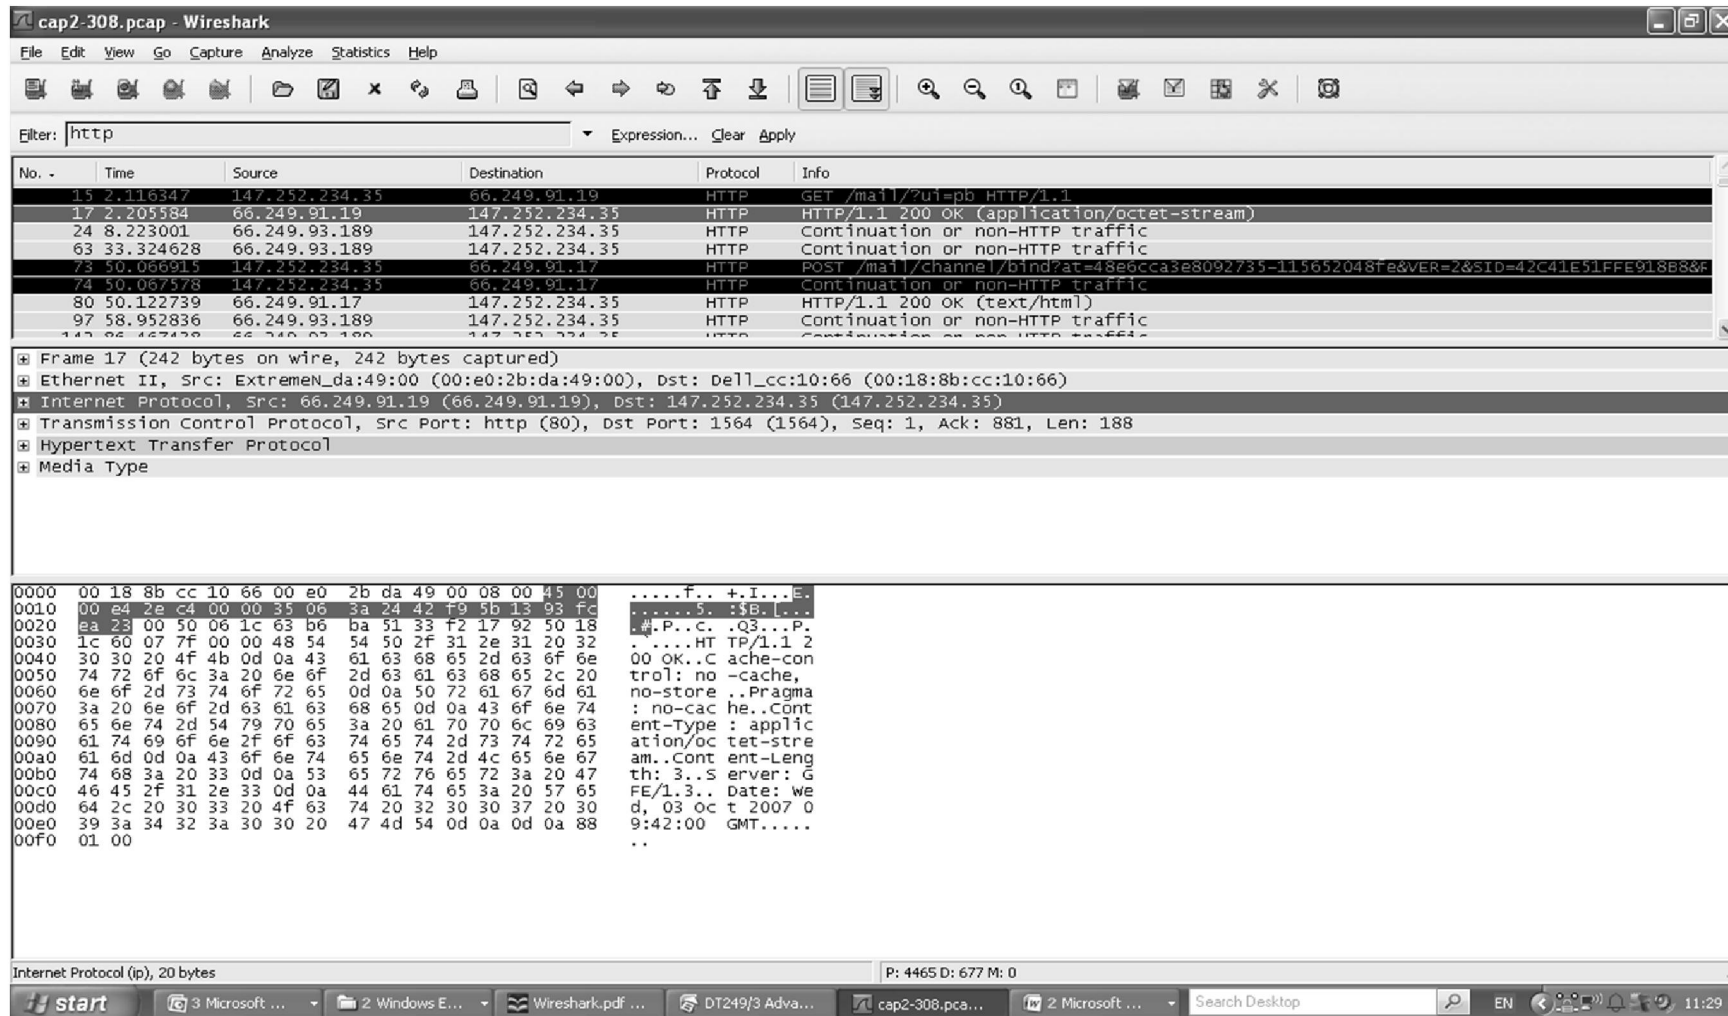 cap2-308.pcap - Wireshark
File Edit View Go Capture Analyze Statistics Help
Filter: http Expression... Clear Apply
No. - Time Source Destination Protocol Info
15 2.116347 147.252.234.35 66.249.91.19 HTTP GET /mail/?ui=pb HTTP/1.1
17 2.205584 66.249.91.19 147.252.234.35 HTTP HTTP/1.1 200 OK (application/octet-stream)
24 8.223001 66.249.93.189 147.252.234.35 HTTP Continuation or non-HTTP traffic
63 33.324628 66.249.93.189 147.252.234.35 HTTP Continuation or non-HTTP traffic
73 50.066915 147.252.234.35 66.249.91.17 HTTP POST /mail/channel/bind?at=48e6cca3e8092735-115652048fe&VER=2&SID=42C41E51FFE918B8&F
74 50.067578 147.252.234.35 66.249.91.17 HTTP Continuation or non-HTTP traffic
80 50.122739 66.249.91.17 147.252.234.35 HTTP HTTP/1.1 200 OK (text/html)
97 58.952836 66.249.93.189 147.252.234.35 HTTP Continuation or non-HTTP traffic
Frame 17 (242 bytes on wire, 242 bytes captured)
Ethernet II, Src: ExtremeN_da:49:00 (00:e0:2b:da:49:00), Dst: Dell_cc:10:66 (00:18:8b:cc:10:66)
Internet Protocol, Src: 66.249.91.19 (66.249.91.19), Dst: 147.252.234.35 (147.252.234.35)
Transmission Control Protocol, Src Port: http (80), Dst Port: 1564 (1564), Seq: 1, Ack: 881, Len: 188
Hypertext Transfer Protocol
Media Type
0000 00 18 8b cc 10 66 00 e0 2b da 49 00 08 00 45 00 .....f.. +.I...E.
0010 00 e4 2e c4 00 00 35 06 3a 24 42 f9 5b 13 93 fc ......5. :$B.[...
0020 ea 23 00 50 06 1c 63 b6 ba 51 33 f2 17 92 50 18 .#.P..c. .Q3...P.
0030 1c 60 07 7f 00 00 48 54 54 50 2f 31 2e 31 20 32 .`....HT TP/1.1 2
0040 30 30 20 4f 4b 0d 0a 43 61 63 68 65 2d 63 6f 6e 00 OK..C ache-con
0050 74 72 6f 6c 3a 20 6e 6f 2d 63 61 63 68 65 2c 20 trol: no -cache,
0060 6e 6f 2d 73 74 6f 72 65 0d 0a 50 72 61 67 6d 61 no-store ..Pragma
0070 3a 20 6e 6f 2d 63 61 63 68 65 0d 0a 43 6f 6e 74 : no-cac he..Cont
0080 65 6e 74 2d 54 79 70 65 3a 20 61 70 70 6c 69 63 ent-Type : applic
0090 61 74 69 6f 6e 2f 6f 63 74 65 74 2d 73 74 72 65 ation/oc tet-stre
00a0 61 6d 0d 0a 43 6f 6e 74 65 6e 74 2d 4c 65 6e 67 am..Cont ent-Leng
00b0 74 68 3a 20 33 0d 0a 53 65 72 76 65 72 3a 20 47 th: 3..S erver: G
00c0 46 45 2f 31 2e 33 0d 0a 44 61 74 65 3a 20 57 65 FE/1.3.. Date: We
00d0 64 2c 20 30 33 20 4f 63 74 20 32 30 30 37 20 30 d, 03 Oc t 2007 0
00e0 39 3a 34 32 3a 30 30 20 47 4d 54 0d 0a 0d 0a 88 9:42:00 GMT.....
00f0 01 00 ..
Internet Protocol (ip), 20 bytes P: 4465 D: 677 M: 0
start 3 Microsoft ... 2 Windows E... Wireshark.pdf ... DT249/3 Adva... cap2-308.pca... 2 Microsoft ... Search Desktop EN 11:29